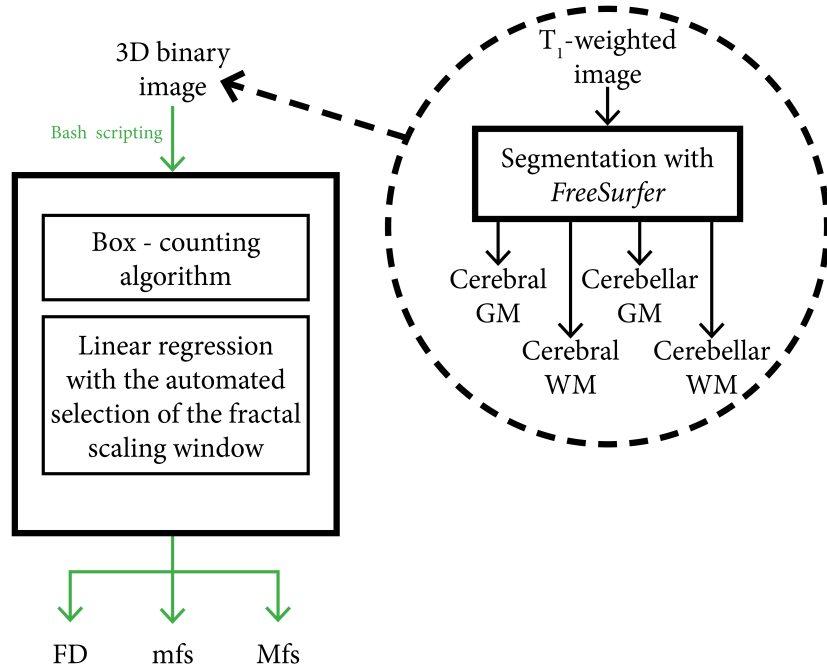 3D binary
image
Bash scripting
Box - counting
algorithm
Linear regression
with the automated
selection of the fractal
scaling window
FD
mfs
Mfs
T₁-weighted
image
Segmentation with
FreeSurfer
Cerebral
GM
Cerebellar
GM
Cerebral
WM
Cerebellar
WM